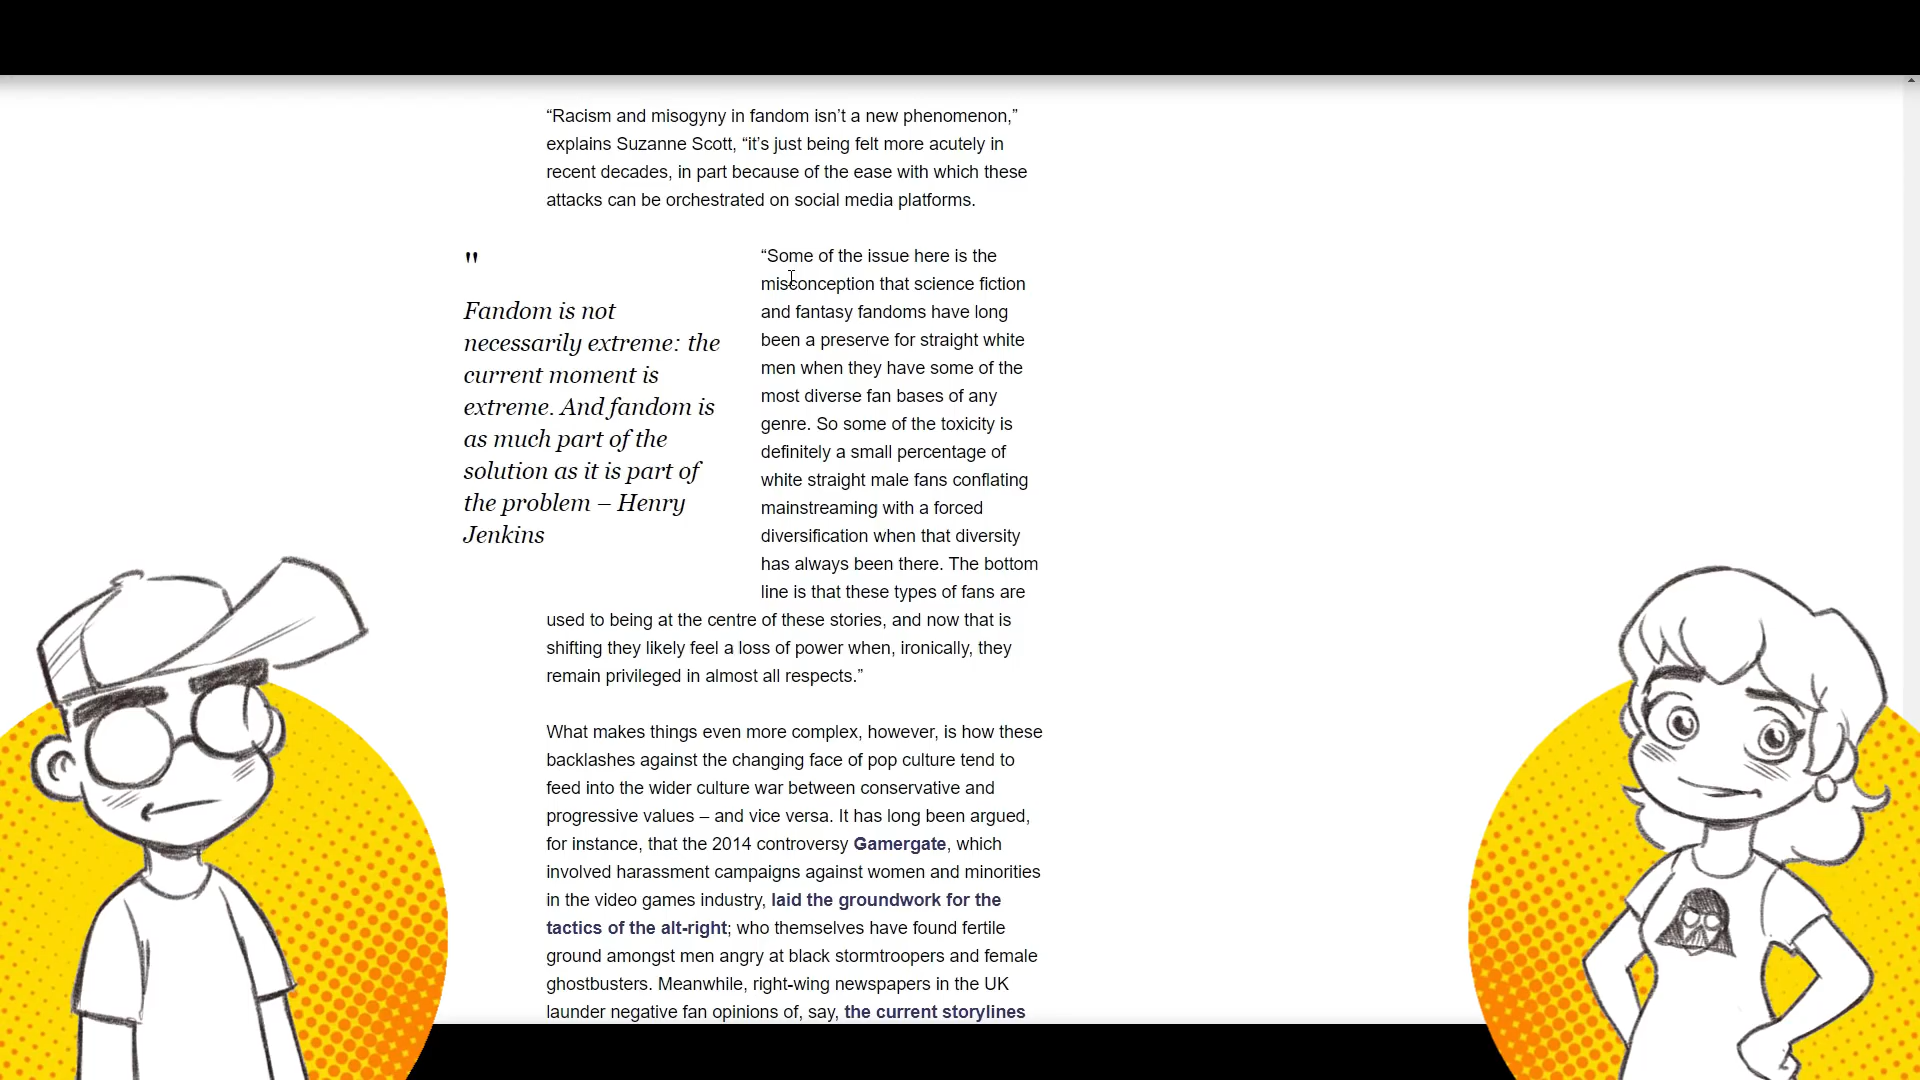 “Racism and misogyny in fandom isn’t a new phenomenon,”
explains Suzanne Scott, “it’s just being felt more acutely in
recent decades, in part because of the ease with which these
attacks can be orchestrated on social media platforms.
"
Fandom is not
necessarily extreme: the
current moment is
extreme. And fandom is
as much part of the
solution as it is part of
the problem – Henry
Jenkins
“Some of the issue here is the
misconception that science fiction
and fantasy fandoms have long
been a preserve for straight white
men when they have some of the
most diverse fan bases of any
genre. So some of the toxicity is
definitely a small percentage of
white straight male fans conflating
mainstreaming with a forced
diversification when that diversity
has always been there. The bottom
line is that these types of fans are
used to being at the centre of these stories, and now that is
shifting they likely feel a loss of power when, ironically, they
remain privileged in almost all respects.”
What makes things even more complex, however, is how these
backlashes against the changing face of pop culture tend to
feed into the wider culture war between conservative and
progressive values – and vice versa. It has long been argued,
for instance, that the 2014 controversy Gamergate, which
involved harassment campaigns against women and minorities
in the video games industry, laid the groundwork for the
tactics of the alt-right; who themselves have found fertile
ground amongst men angry at black stormtroopers and female
ghostbusters. Meanwhile, right-wing newspapers in the UK
launder negative fan opinions of, say, the current storylines